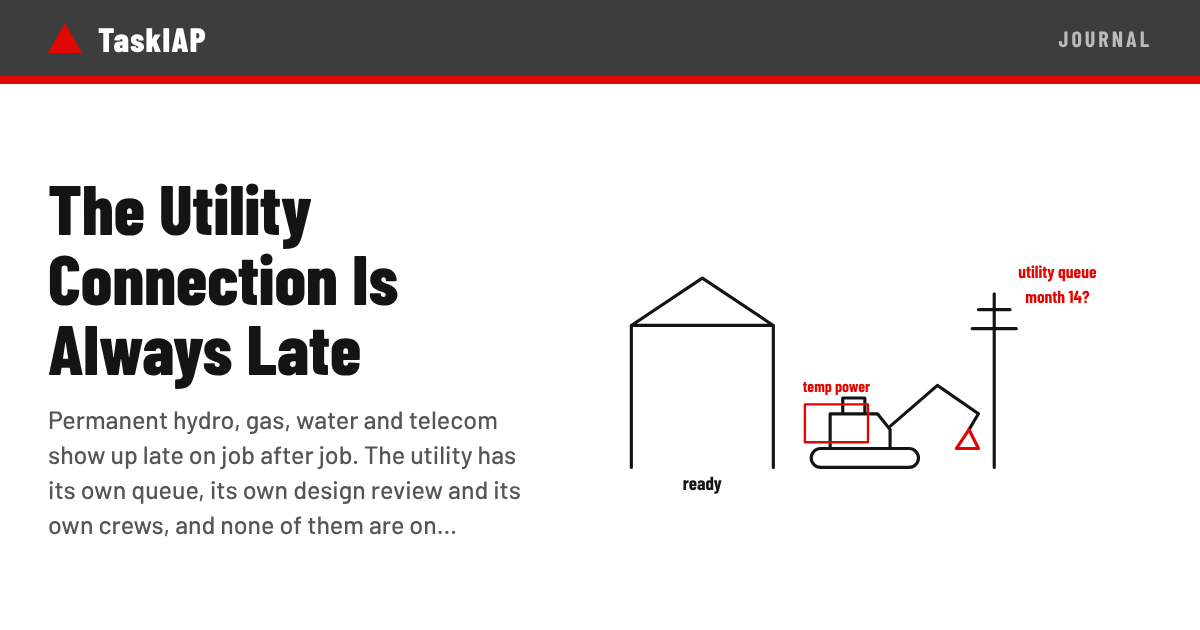 TaskIAP
JOURNAL
The Utility
Connection Is
Always Late
Permanent hydro, gas, water and telecom
show up late on job after job. The utility has
its own queue, its own design review and its
own crews, and none of them are on...
utility queue
month 14?
temp power
ready